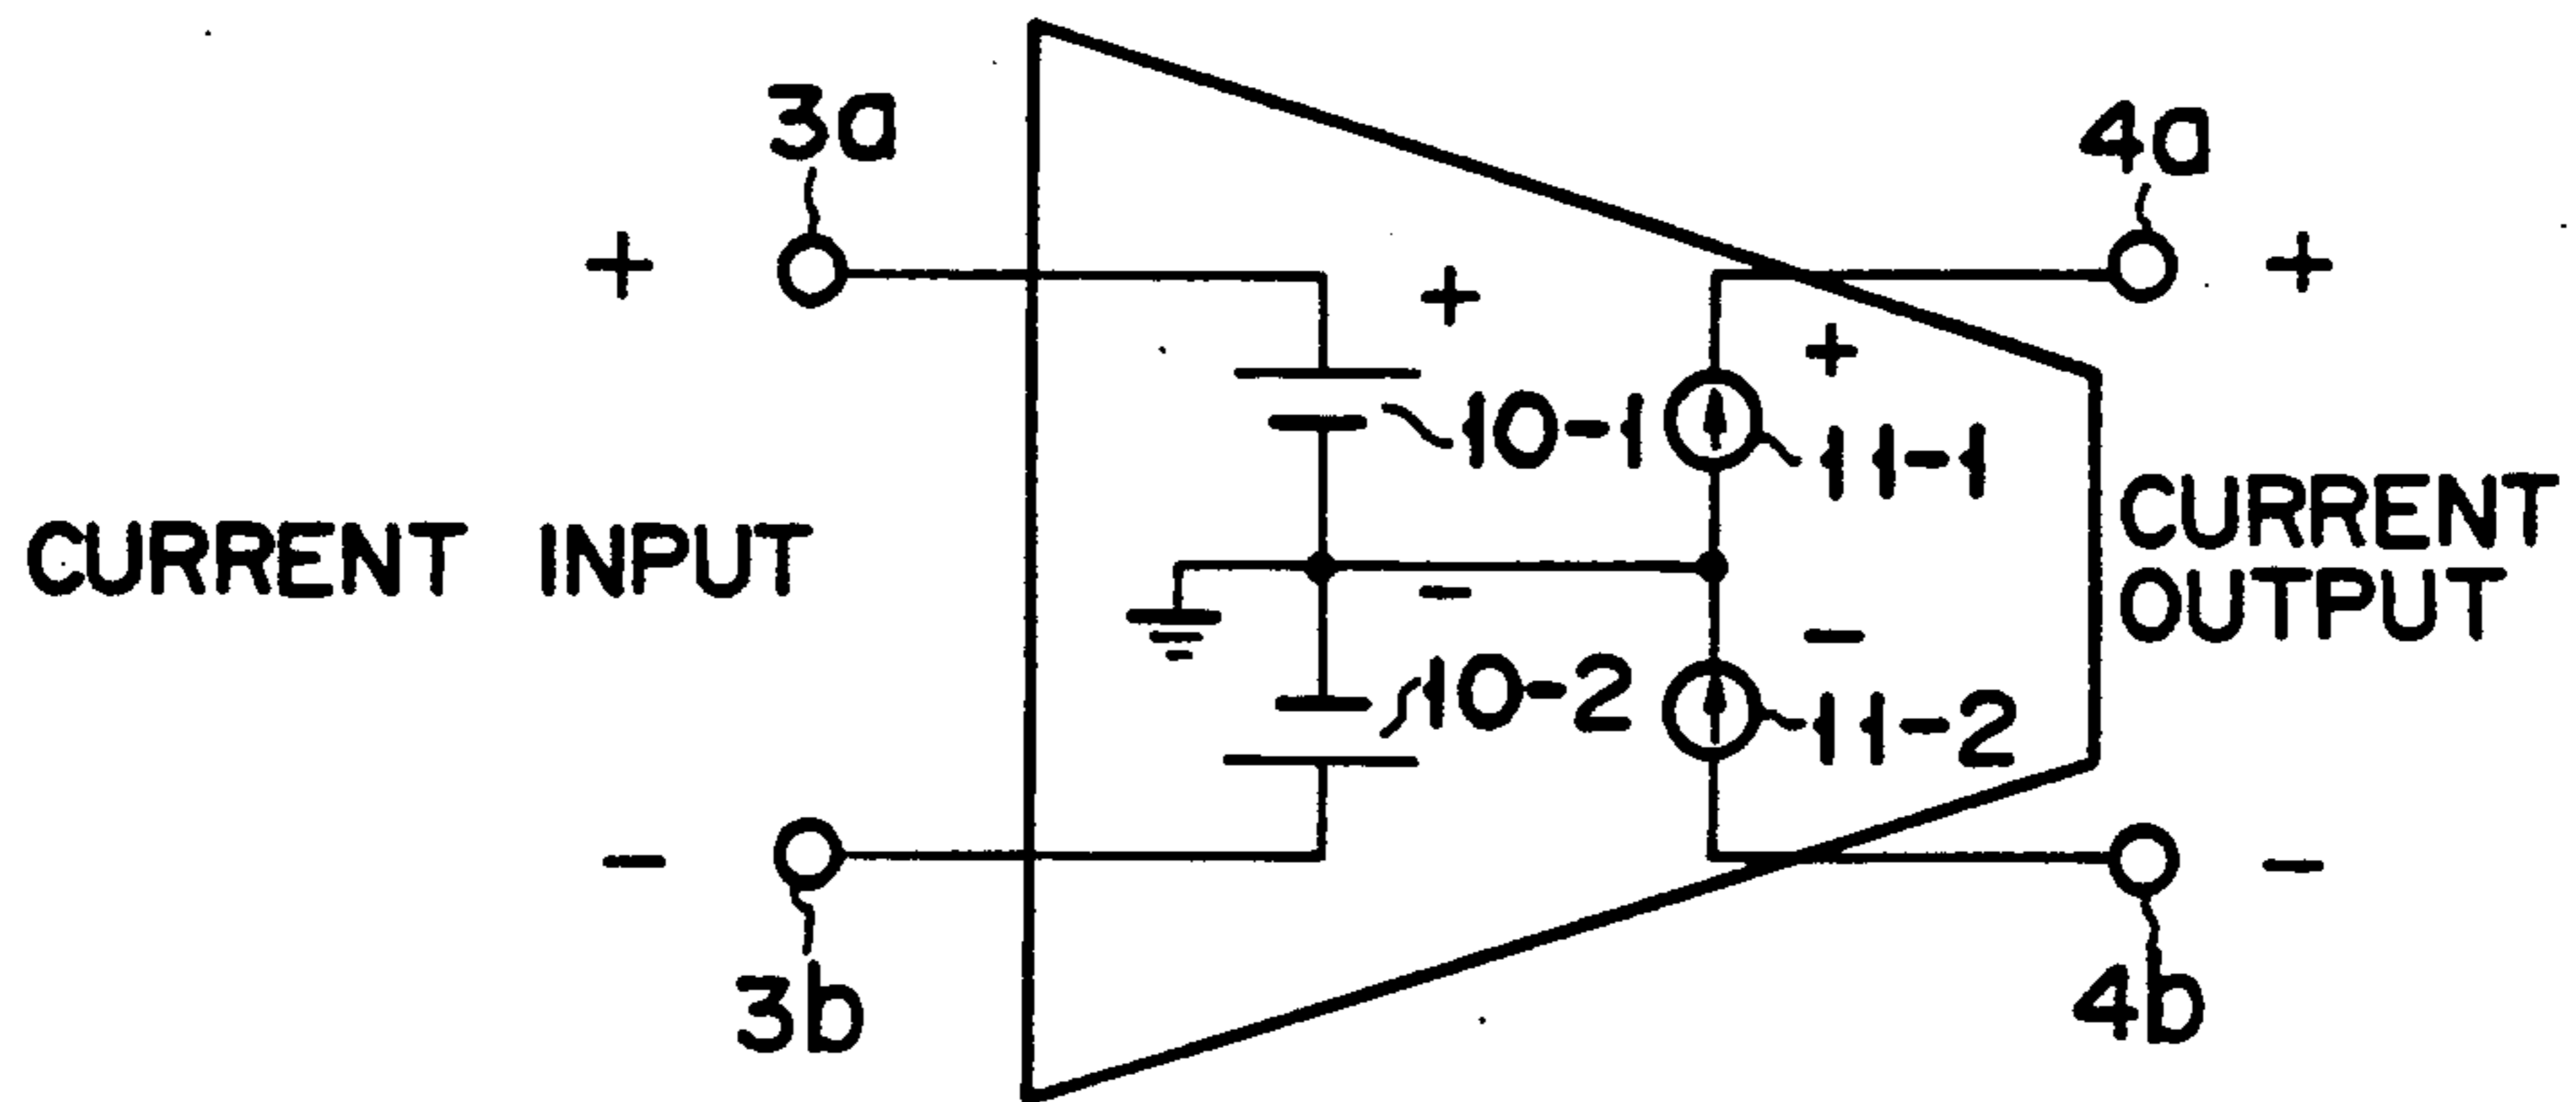 3a
4a
+
+
+
+
10-1
11-1
CURRENT INPUT
CURRENT
OUTPUT
-
-
10-2
11-2
-
-
3b
4b